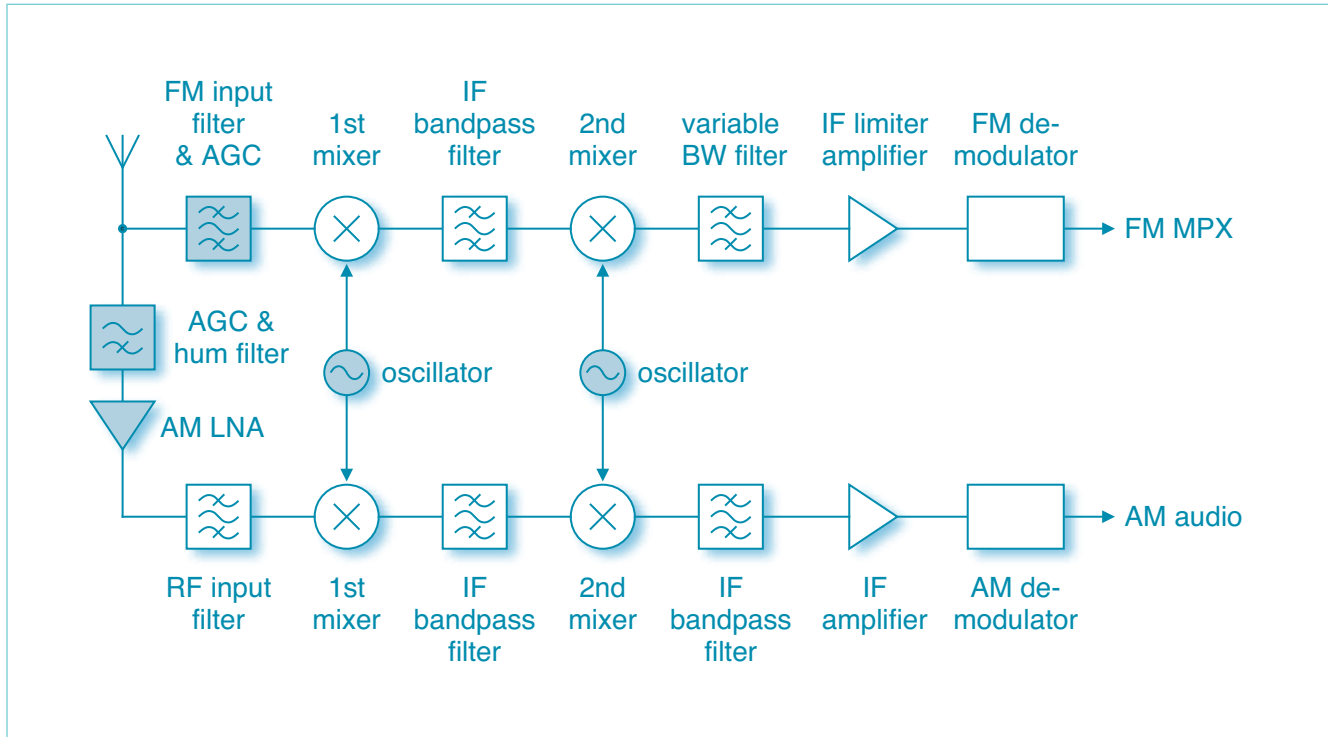 FM input
filter
& AGC
1st
mixer
IF
bandpass
filter
2nd
mixer
variable
BW filter
IF limiter
amplifier
FM de-
modulator
FM MPX
AGC &
hum filter
oscillator
oscillator
AM LNA
AM audio
RF input
filter
1st
mixer
IF
bandpass
filter
2nd
mixer
IF
bandpass
filter
IF
amplifier
AM de-
modulator